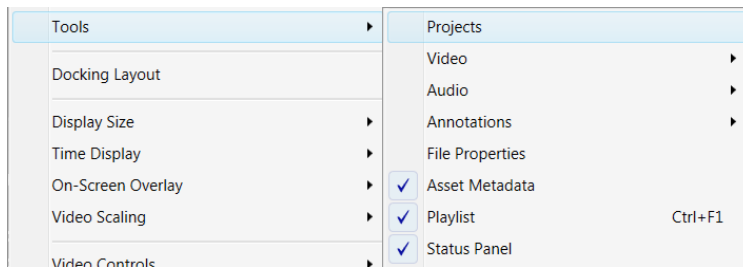 Tools
Docking Layout
Display Size
Time Display
On-Screen Overlay
Video Scaling
Video Controls
Projects
Video
Audio
Annotations
File Properties
Asset Metadata
Playlist Ctrl+F1
Status Panel